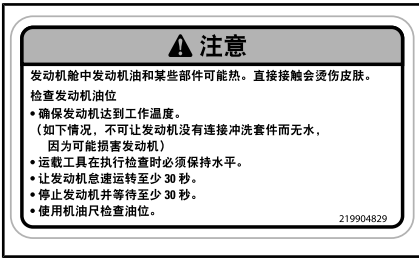 注意
发动机舱中发动机油和某些部件可能热。直接接触会烫伤皮肤。
检查发动机油位
• 确保发动机达到工作温度。
（如下情况，不可让发动机没有连接冲洗套件而无水，
因为可能损害发动机）
• 运载工具在执行检查时必须保持水平。
• 让发动机怠速运转至少 30 秒。
• 停止发动机并等待至少 30 秒。
• 使用机油尺检查油位。
219904829